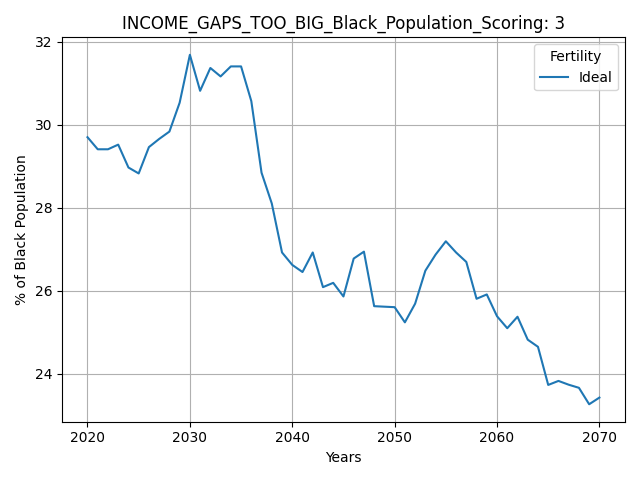 INCOME_GAPS_TOO_BIG_Black_Population_Scoring: 3
Fertility
Ideal
% of Black Population
32
30
28
26
24
2020 2030 2040 2050 2060 2070
Years